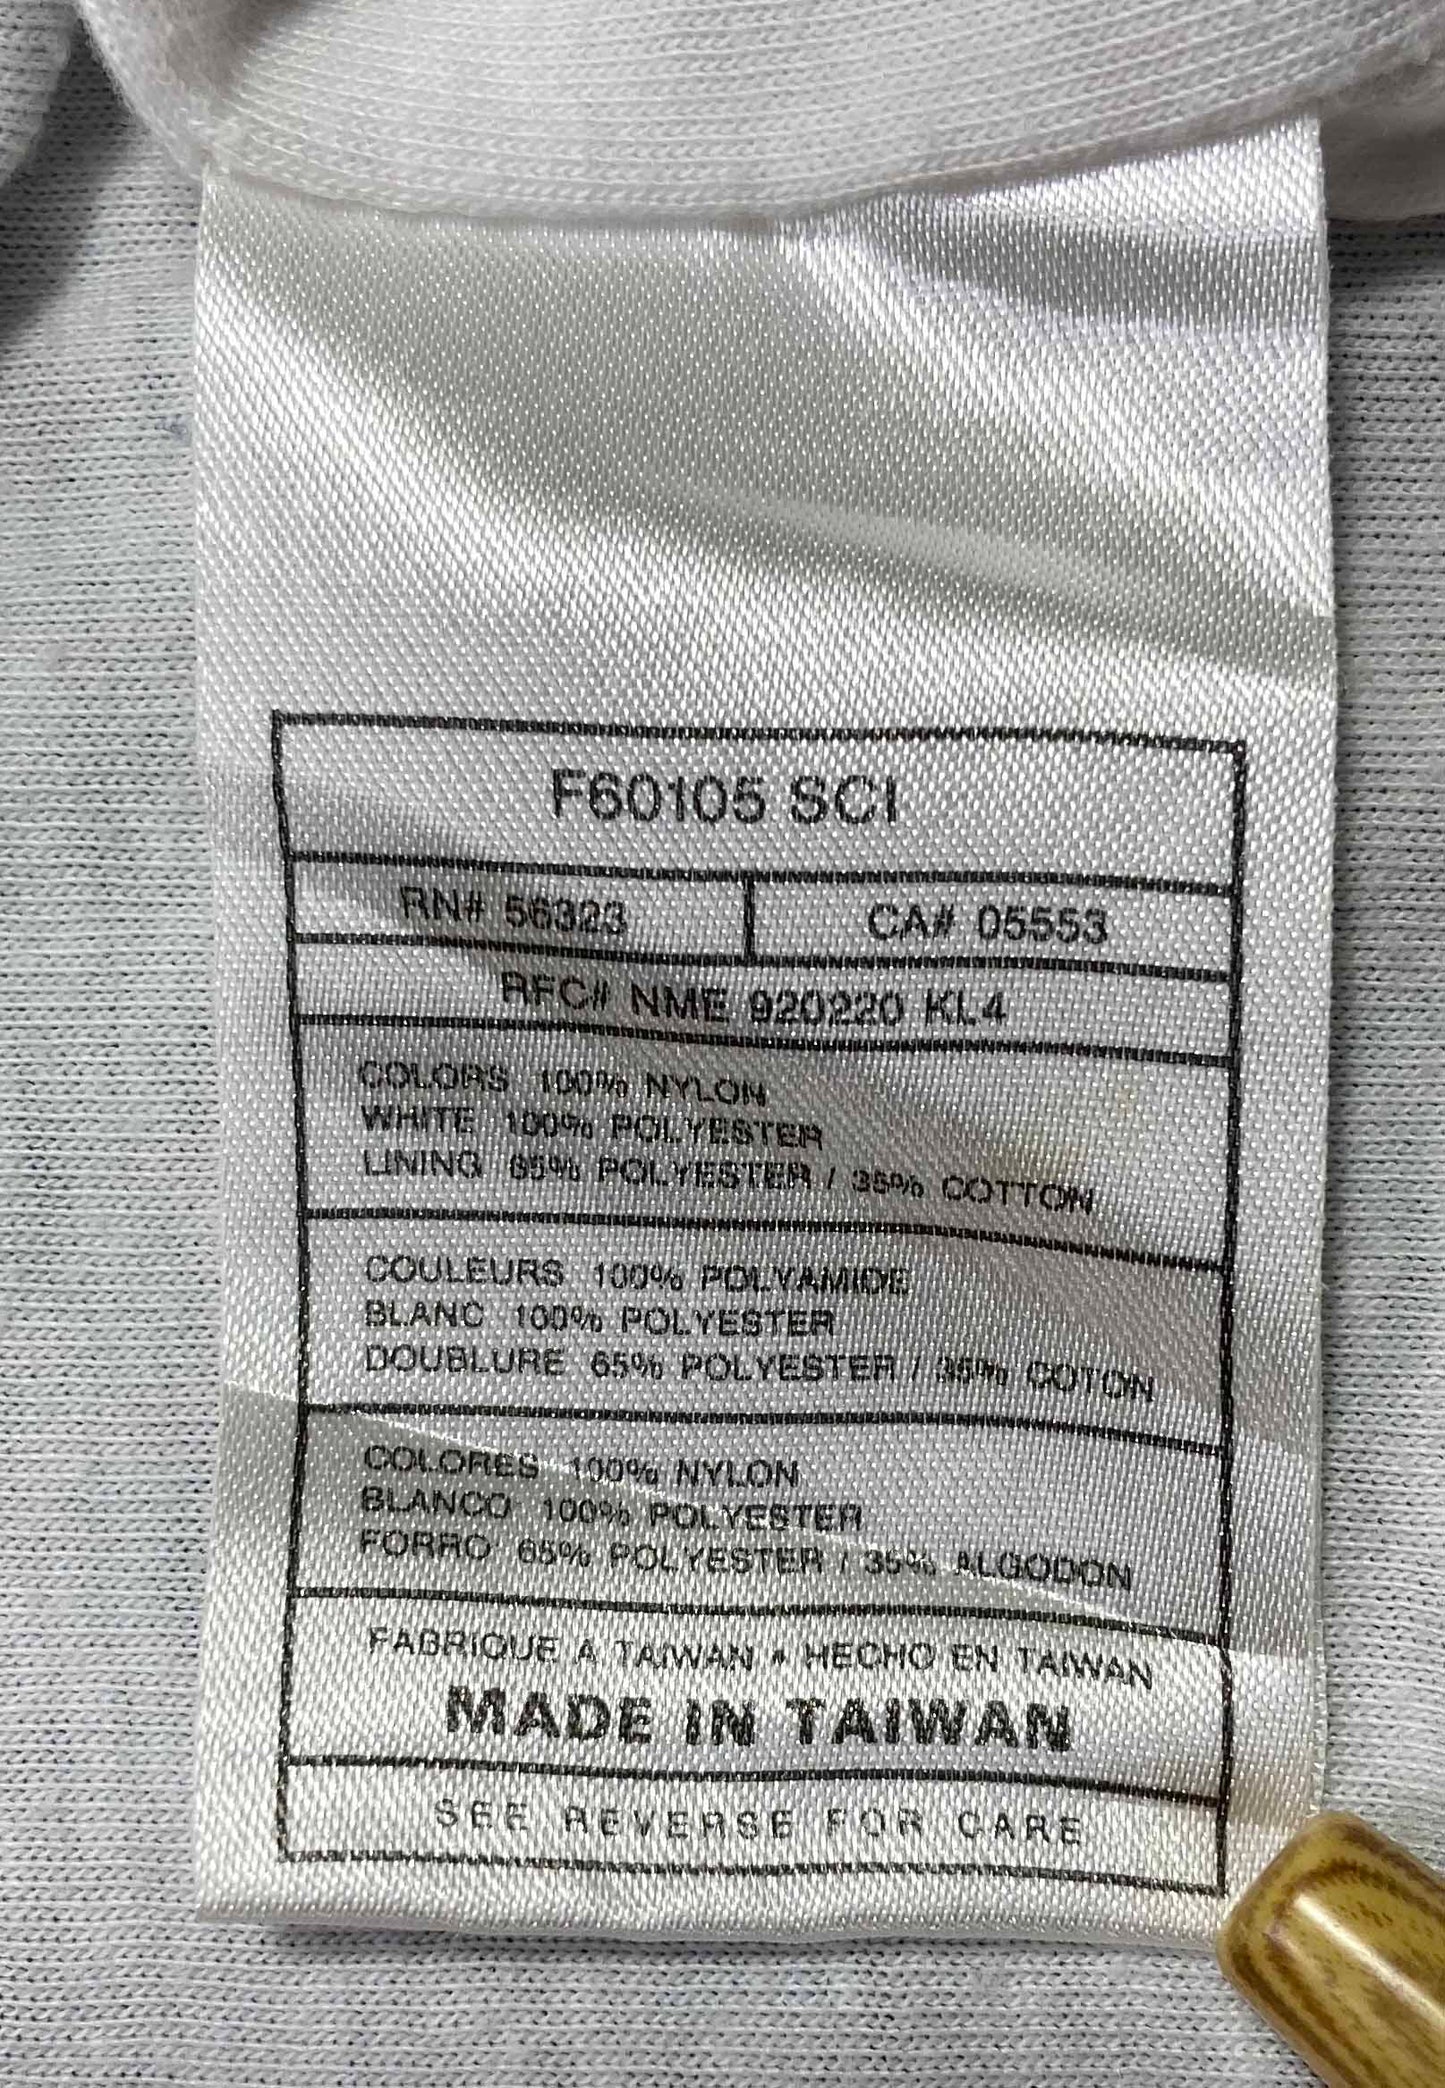 F60105 SCI
RN# 56323 CA# 05553
RFC# NME 920220 KL4
COLORS 100% NYLON
WHITE 100% POLYESTER
LINING 65% POLYESTER / 35% COTTON
COULEURS 100% POLYAMIDE
BLANC 100% POLYESTER
DOUBLURE 65% POLYESTER / 35% COTON
COLORES 100% NYLON
BLANCO 100% POLYESTER
FORRO 65% POLYESTER / 35% ALGODON
FABRIQUE A TAIWAN • HECHO EN TAIWAN
MADE IN TAIWAN
SEE REVERSE FOR CARE